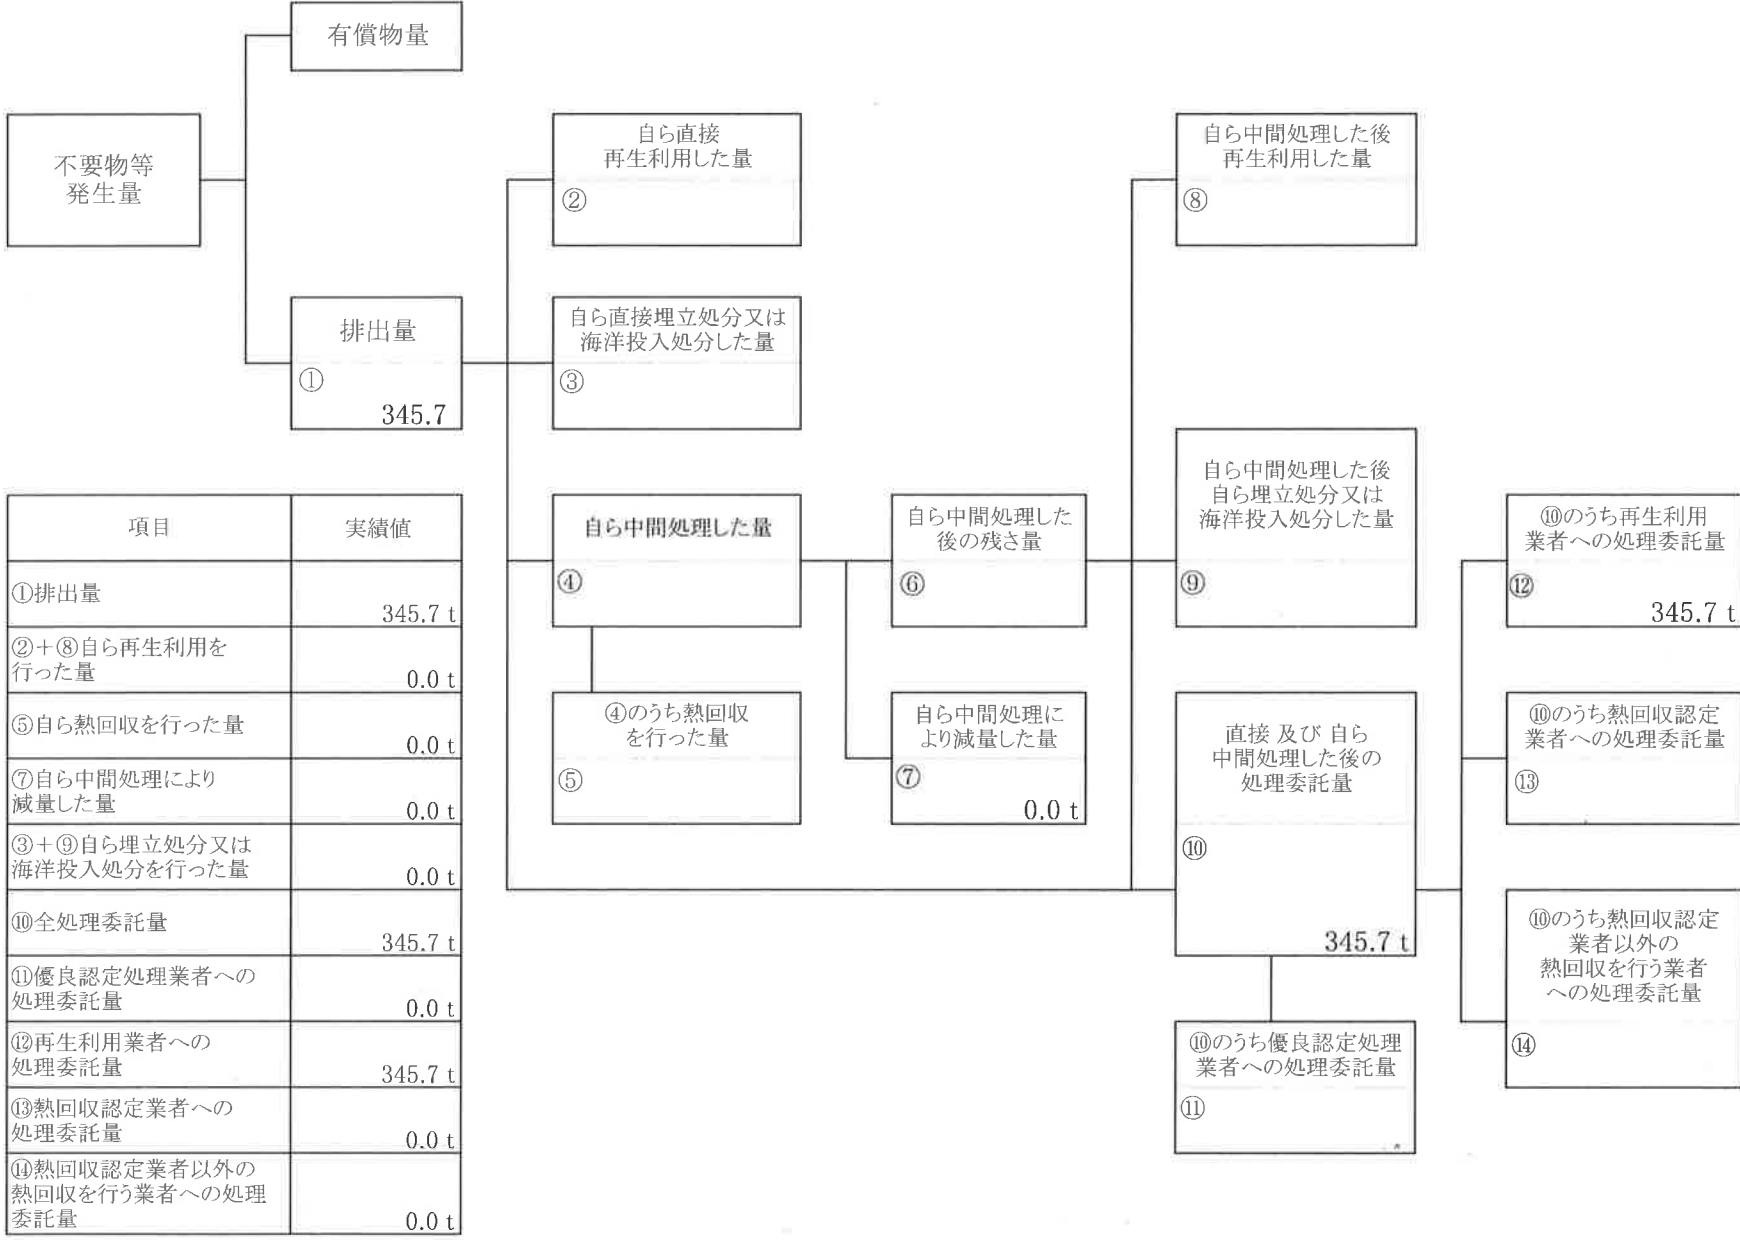 有償物量
不要物等
発生量
自ら直接
再生利用した量
②
自ら中間処理した後
再生利用した量
⑧
排出量
①
345.7
自ら直接埋立処分又は
海洋投入処分した量
③
自ら中間処理した量
④
自ら中間処理した
後の残さ量
⑥
自ら中間処理した後
自ら埋立処分又は
海洋投入処分した量
⑨
⑩のうち再生利用
業者への処理委託量
⑫
345.7 t
④のうち熱回収
を行った量
⑤
自ら中間処理に
より減量した量
⑦
0.0 t
直接 及び 自ら
中間処理した後の
処理委託量
⑩
345.7 t
⑩のうち熱回収認定
業者への処理委託量
⑬
⑩のうち熱回収認定
業者以外の
熱回収を行う業者
への処理委託量
⑭
⑩のうち優良認定処理
業者への処理委託量
⑪
項目 実績値
①排出量
345.7 t
②+⑧自ら再生利用を
行った量
0.0 t
⑤自ら熱回収を行った量
0.0 t
⑦自ら中間処理により
減量した量
0.0 t
③+⑨自ら埋立処分又は
海洋投入処分を行った量
0.0 t
⑩全処理委託量
345.7 t
⑪優良認定処理業者への
処理委託量
0.0 t
⑫再生利用業者への
処理委託量
345.7 t
⑬熱回収認定業者への
処理委託量
0.0 t
⑭熱回収認定業者以外の
熱回収を行う業者への処理
委託量
0.0 t